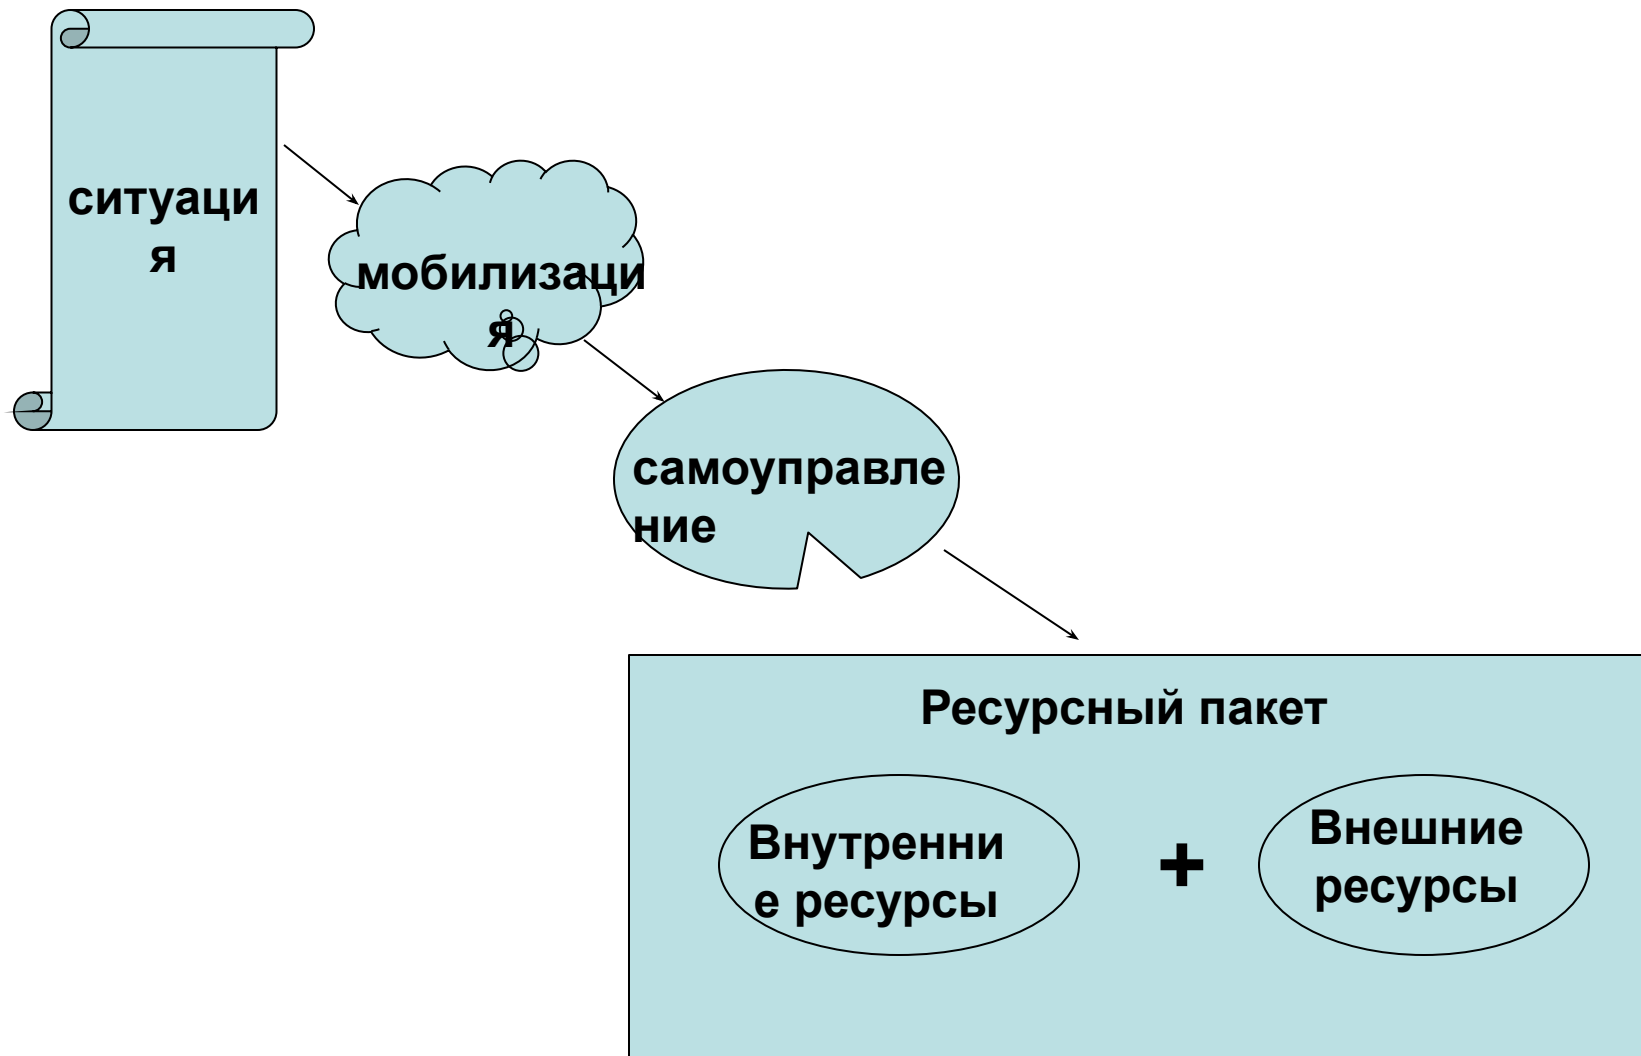 ситуаци
я
мобилизаци
я
самоуправле
ние
Ресурсный пакет
Внутренни
е ресурсы
+
Внешние
ресурсы